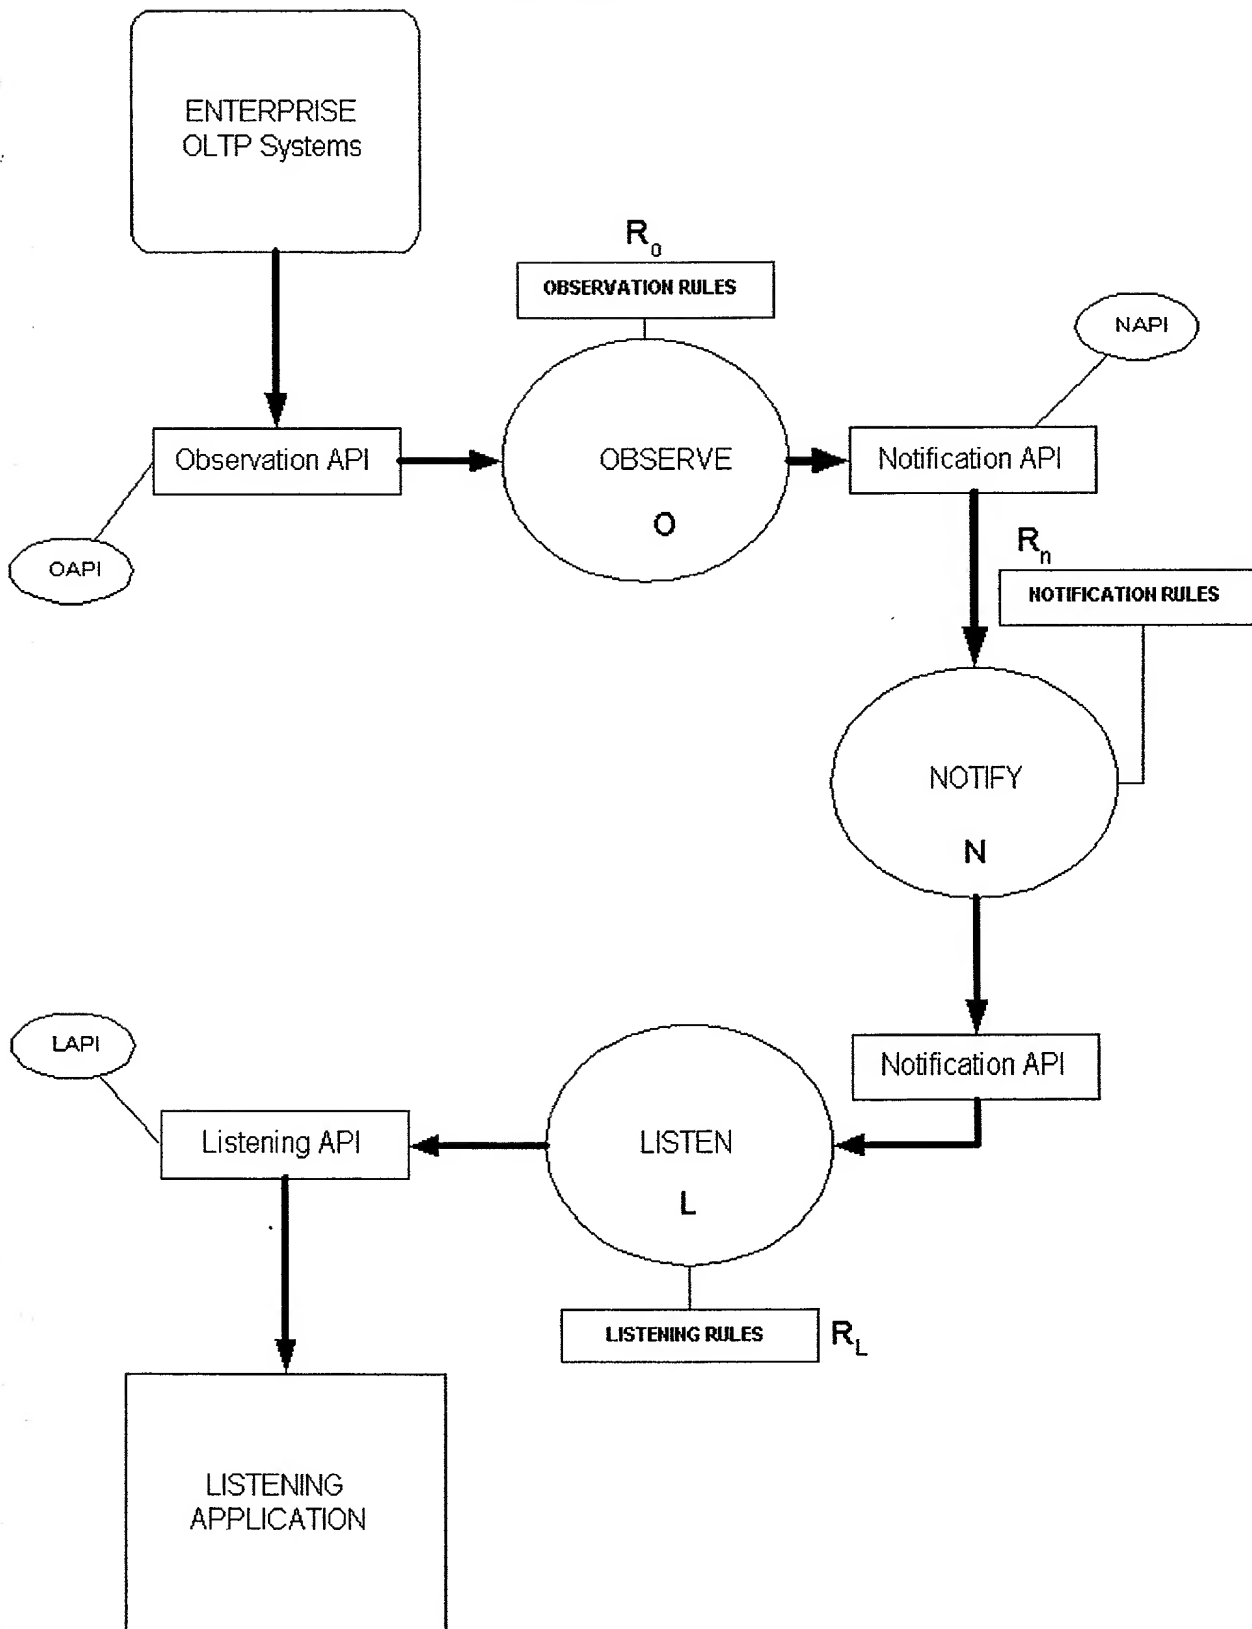 ENTERPRISE
OLTP Systems
Ro
OBSERVATION RULES
NAPI
Observation API
OBSERVE
O
Notification API
OAPI
Rn
NOTIFICATION RULES
NOTIFY
N
LAPI
Notification API
Listening API
LISTEN
L
LISTENING RULES
RL
LISTENING
APPLICATION